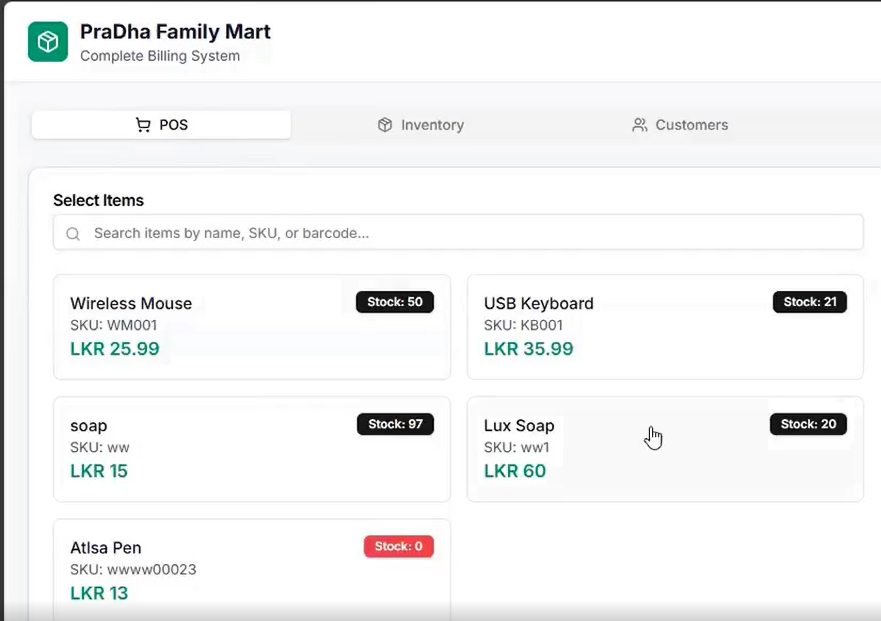 PraDha Family Mart
Complete Billing System
POS
Inventory
Customers
Select Items
Search items by name, SKU, or barcode...
Wireless Mouse
Stock: 50
SKU: WM001
LKR 25.99
USB Keyboard
Stock: 21
SKU: KB001
LKR 35.99
soap
Stock: 97
SKU: ww
LKR 15
Lux Soap
Stock: 20
SKU: ww1
LKR 60
Atlsa Pen
Stock: 0
SKU: wwww00023
LKR 13